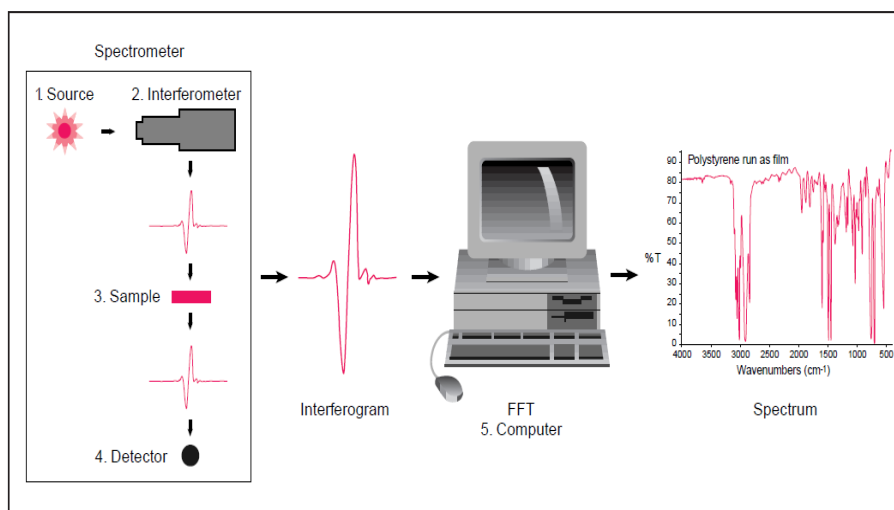 Spectrometer
1. Source
2. Interferometer
3. Sample
4. Detector
Interferogram
FFT
5. Computer
Polystyrene run as film
90
80
70
60
50
%T
40
30
20
10
0
4000 3500 3000 2500 2000 1500 1000 500
Wavenumbers (cm-1)
Spectrum